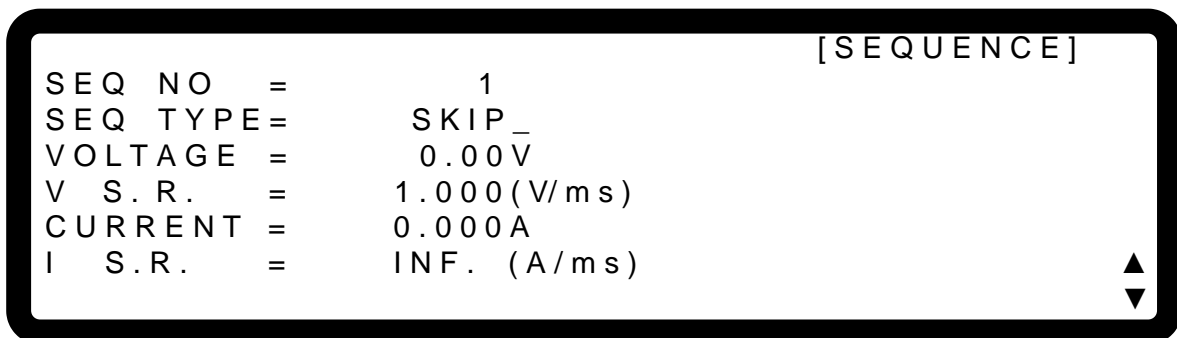 [SEQUENCE]
SEQ NO = 1
SEQ TYPE= SKIP_
VOLTAGE = 0.00V
V S.R. = 1.000(V/ms)
CURRENT = 0.000A
I S.R. = INF. (A/ms) ▲
▼